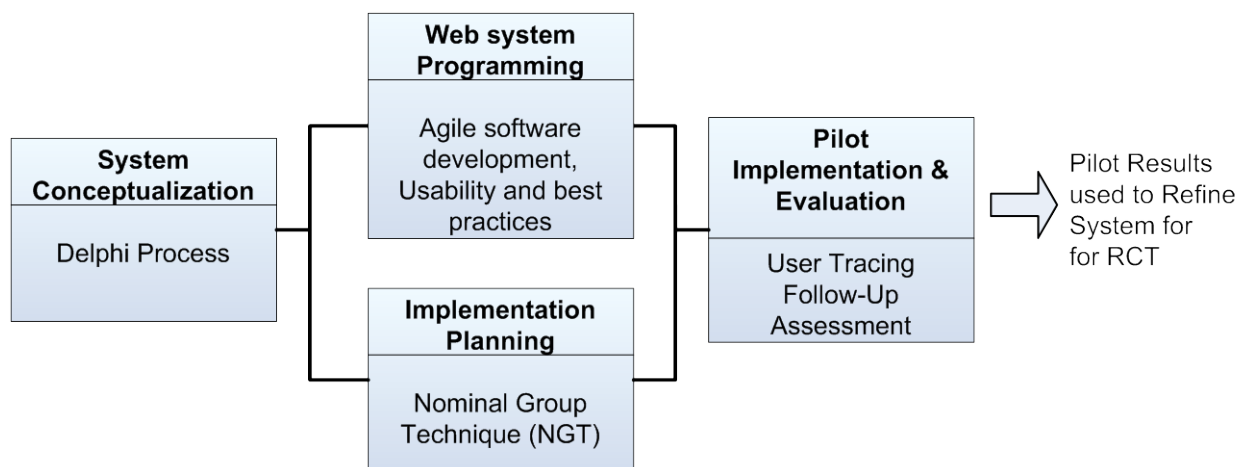 System
Conceptualization
Delphi Process
Web system
Programming
Agile software
development,
Usability and best
practices
Implementation
Planning
Nominal Group
Technique (NGT)
Pilot
Implementation &
Evaluation
User Tracing
Follow-Up
Assessment
Pilot Results
used to Refine
System for
for RCT